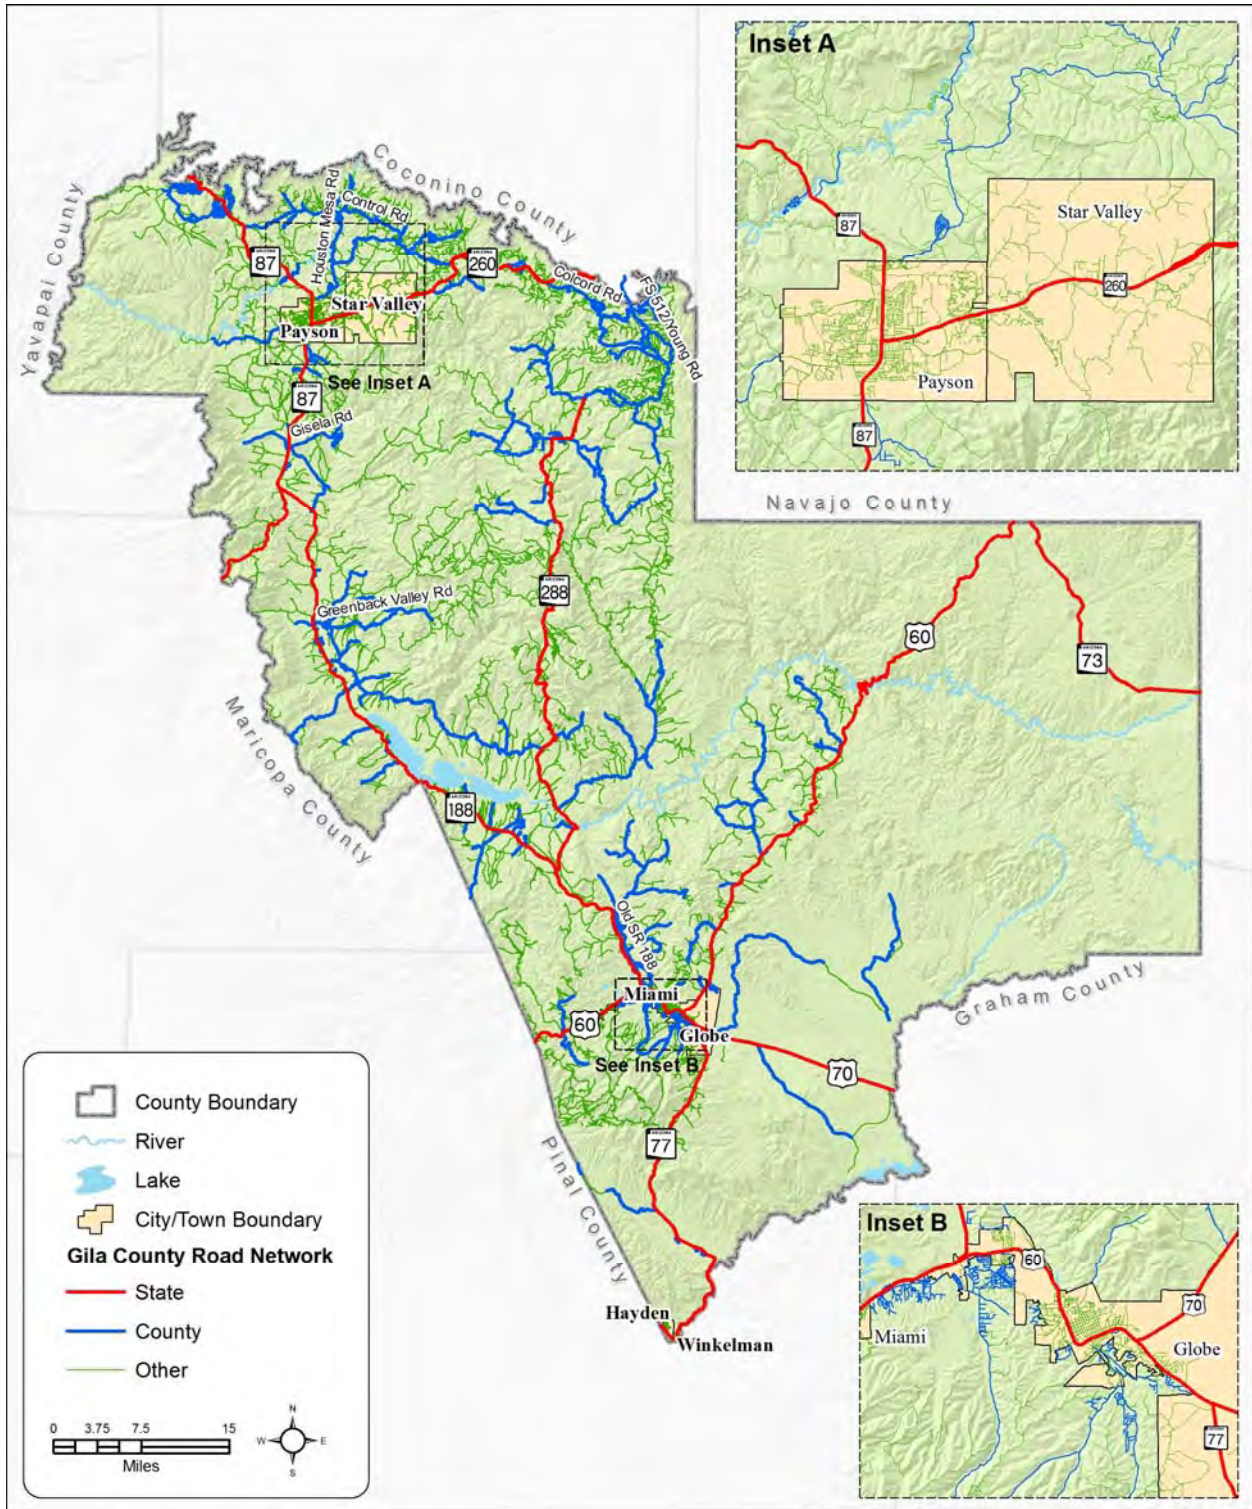 Inset A
Star Valley
87
260
Payson
87
Coconino County
Yavapai County
Houston Mesa Rd
Control Rd
87
260
Colcord Rd
FS 512/Young Rd
Star Valley
Payson
See Inset A
87
Gisela Rd
Navajo County
Greenback Valley Rd
288
60
73
Maricopa County
188
Old SR 188
Graham County
Miami
60
Globe
See Inset B
70
77
Pinal County
Hayden
Winkelman
County Boundary
River
Lake
City/Town Boundary
Gila County Road Network
State
County
Other
0 3.75 7.5 15
Miles
N
W E
S
Inset B
60
70
Miami
Globe
77